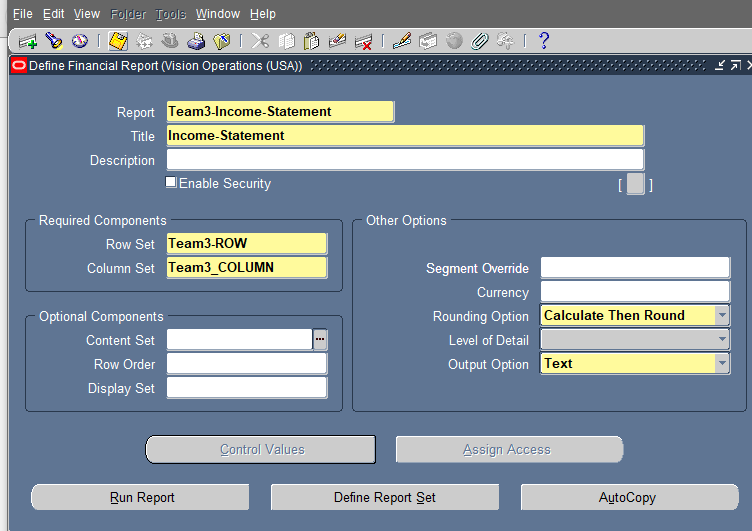 File Edit View Folder Tools Window Help
Define Financial Report (Vision Operations (USA))
Report Team3-Income-Statement
Title Income-Statement
Description
Enable Security
[ ]
Required Components
Row Set Team3-ROW
Column Set Team3_COLUMN
Optional Components
Content Set ...
Row Order
Display Set
Other Options
Segment Override
Currency
Rounding Option Calculate Then Round
Level of Detail
Output Option Text
Control Values Assign Access
Run Report Define Report Set AutoCopy